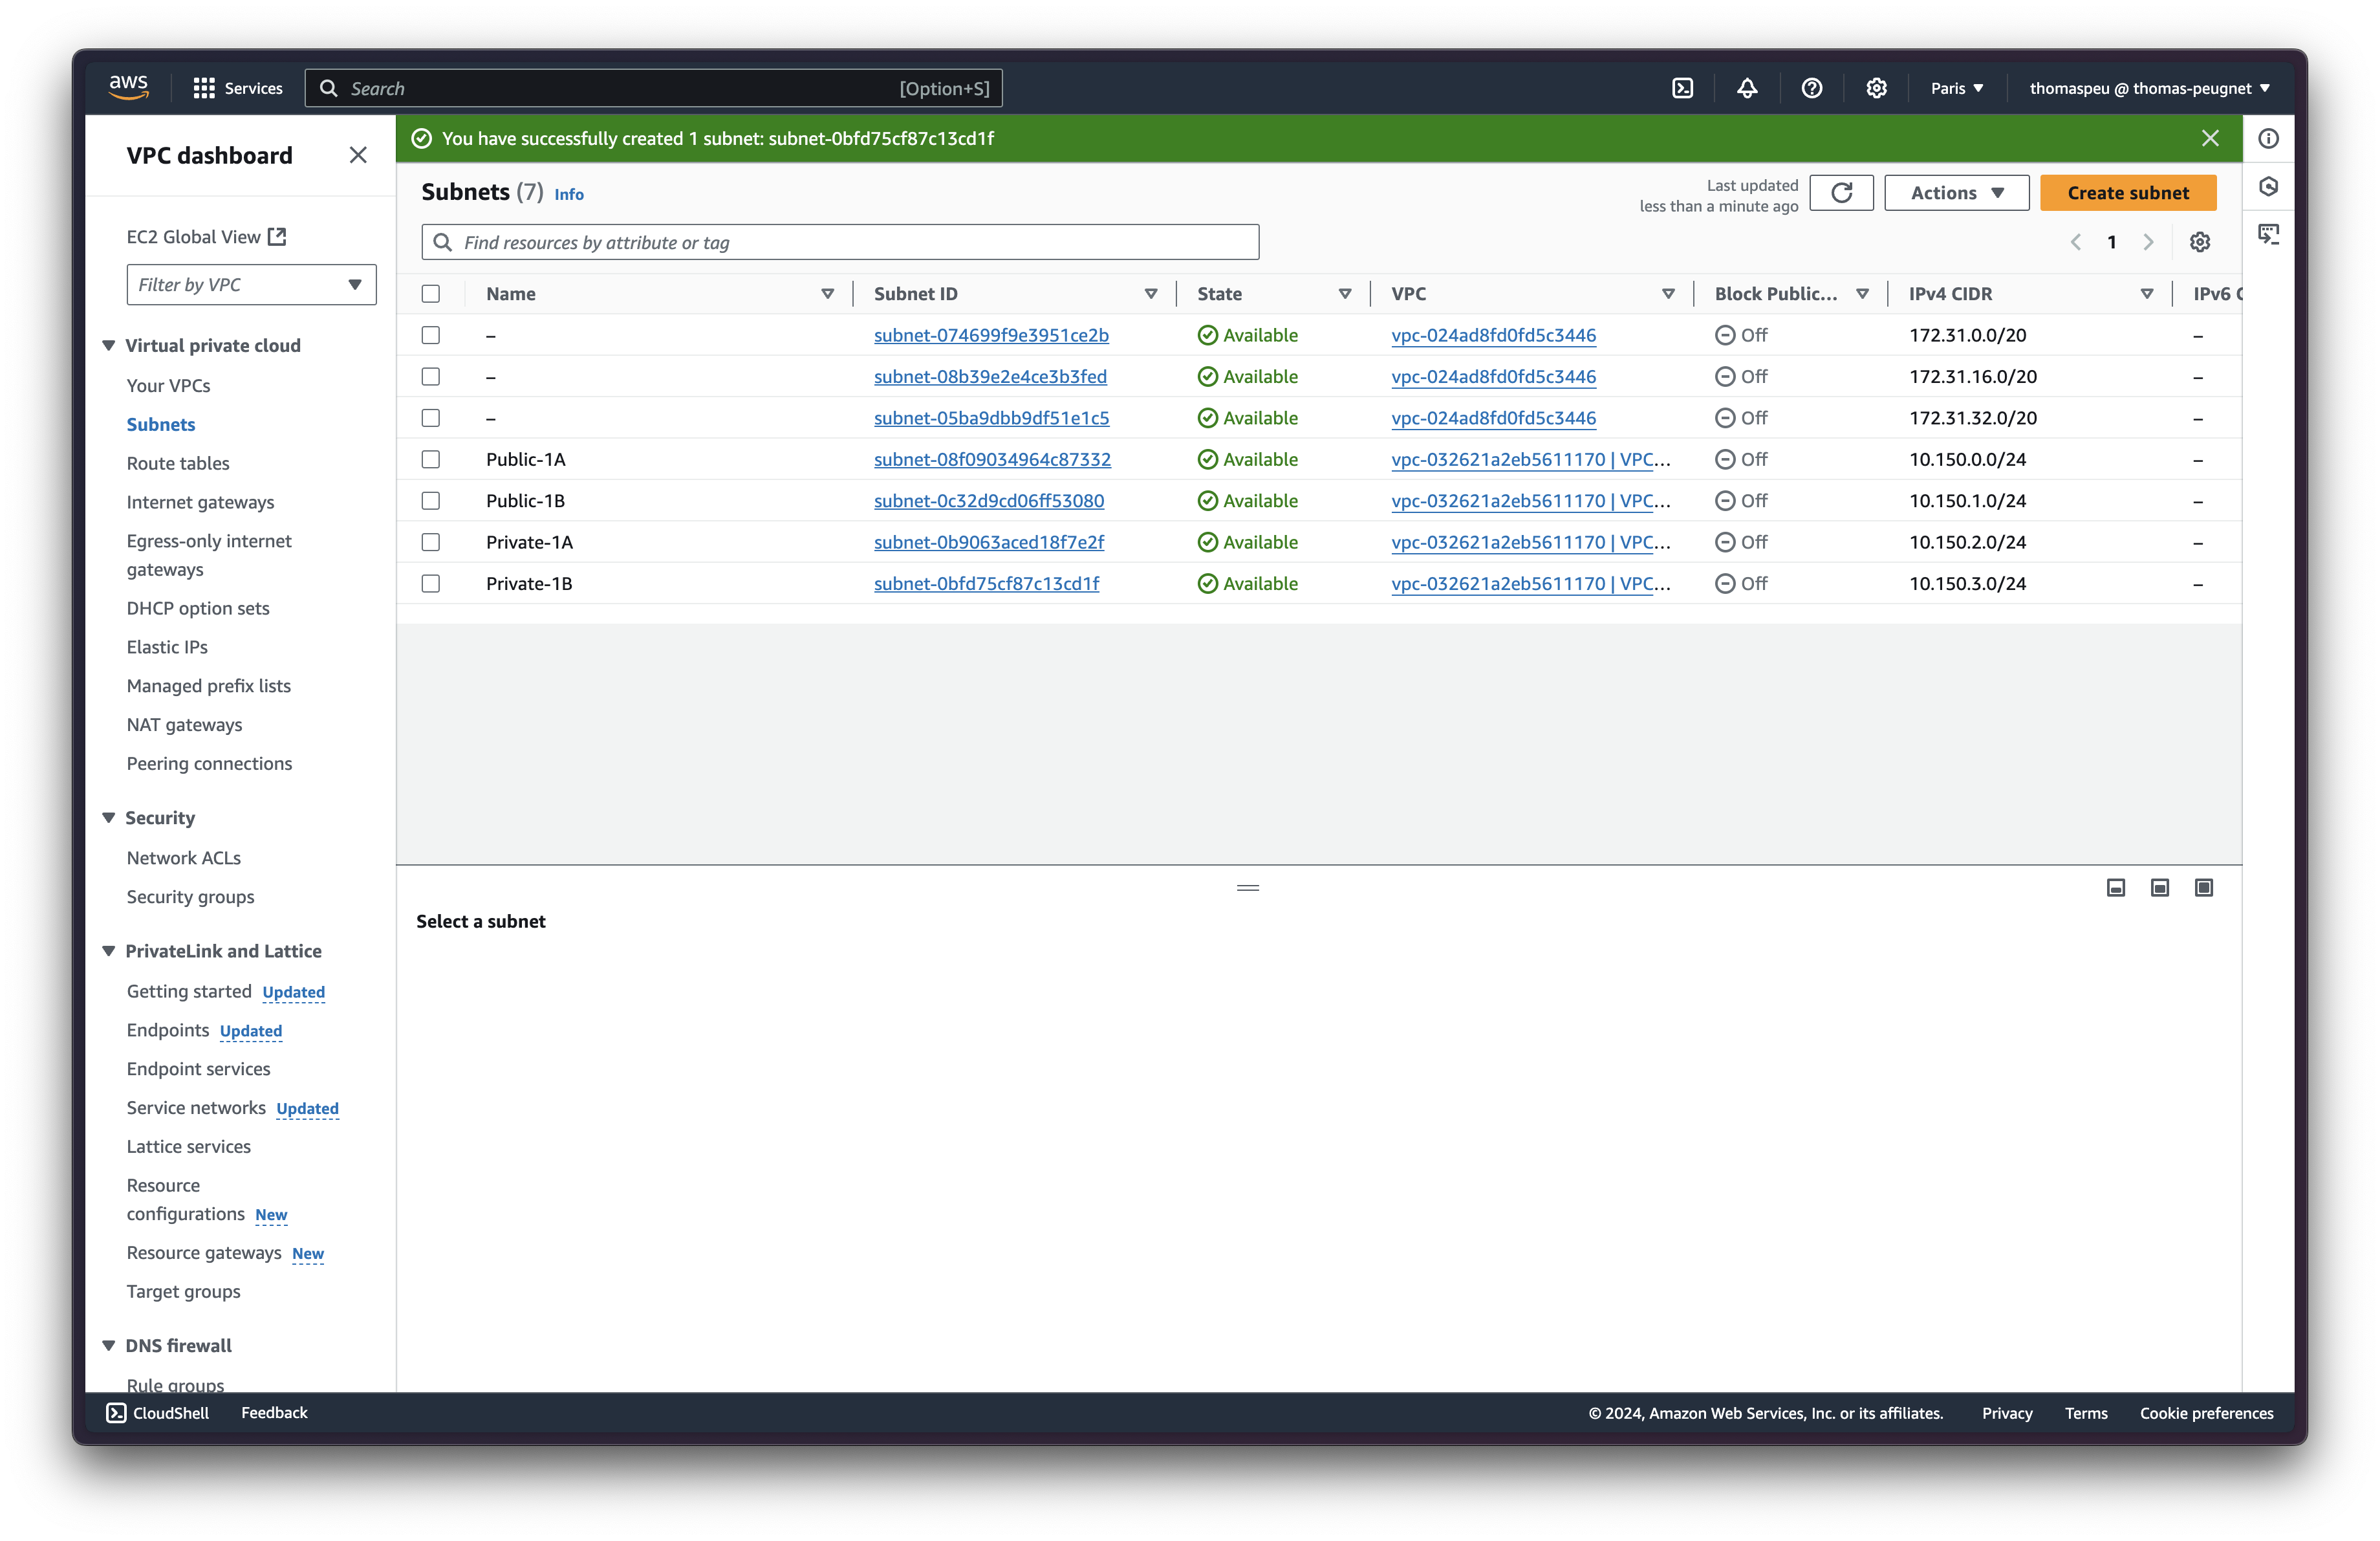 aws
Services
Search [Option+S]
Paris
thomaspeu @ thomas-peugnet
VPC dashboard
EC2 Global View
Filter by VPC
Virtual private cloud
Your VPCs
Subnets
Route tables
Internet gateways
Egress-only internet
gateways
DHCP option sets
Elastic IPs
Managed prefix lists
NAT gateways
Peering connections
Security
Network ACLs
Security groups
PrivateLink and Lattice
Getting started Updated
Endpoints Updated
Endpoint services
Service networks Updated
Lattice services
Resource
configurations New
Resource gateways New
Target groups
DNS firewall
Rule groups
You have successfully created 1 subnet: subnet-0bfd75cf87c13cd1f
Subnets (7) Info
Last updated
less than a minute ago
Actions
Create subnet
Find resources by attribute or tag
1
Name Subnet ID State VPC Block Public... IPv4 CIDR IPv6 C
– subnet-074699f9e3951ce2b Available vpc-024ad8fd0fd5c3446 Off 172.31.0.0/20 –
– subnet-08b39e2e4ce3b3fed Available vpc-024ad8fd0fd5c3446 Off 172.31.16.0/20 –
– subnet-05ba9dbb9df51e1c5 Available vpc-024ad8fd0fd5c3446 Off 172.31.32.0/20 –
Public-1A subnet-08f09034964c87332 Available vpc-032621a2eb5611170 | VPC... Off 10.150.0.0/24 –
Public-1B subnet-0c32d9cd06ff53080 Available vpc-032621a2eb5611170 | VPC... Off 10.150.1.0/24 –
Private-1A subnet-0b9063aced18f7e2f Available vpc-032621a2eb5611170 | VPC... Off 10.150.2.0/24 –
Private-1B subnet-0bfd75cf87c13cd1f Available vpc-032621a2eb5611170 | VPC... Off 10.150.3.0/24 –
Select a subnet
CloudShell
Feedback
© 2024, Amazon Web Services, Inc. or its affiliates.
Privacy
Terms
Cookie preferences